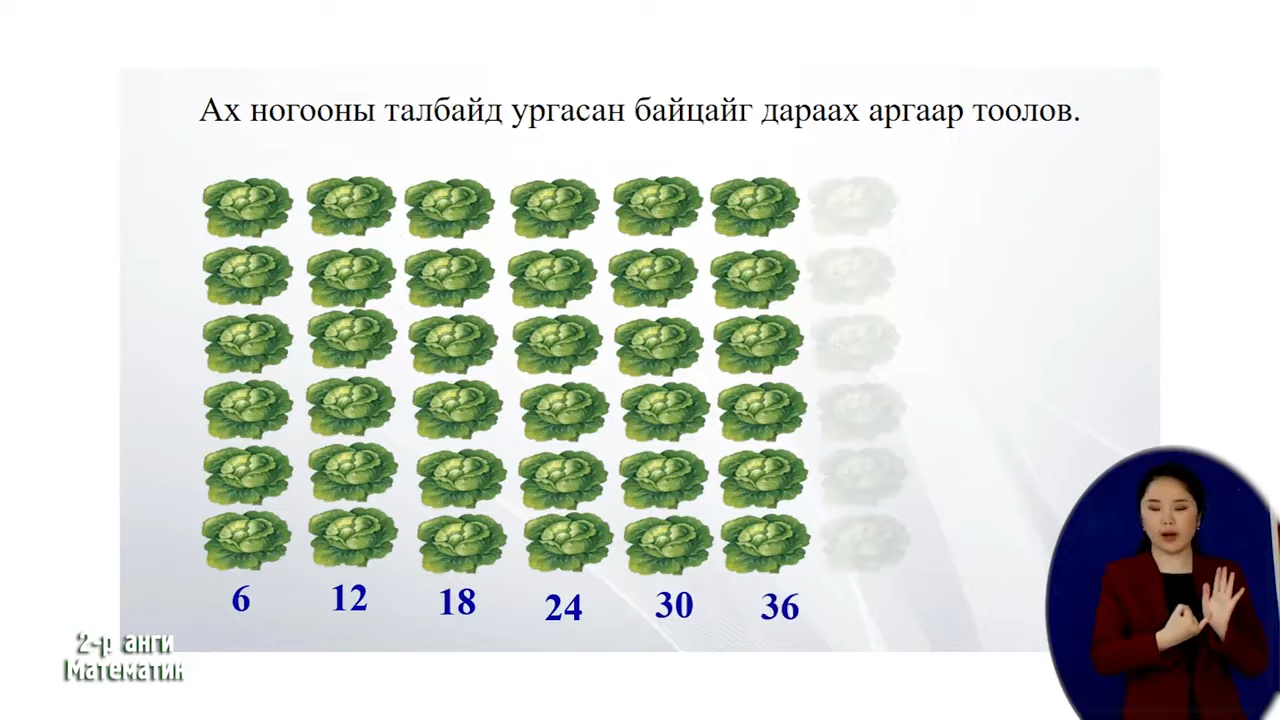 Ах ногооны талбайд ургасан байцайг дараах аргаар тоолов.
6 12 18 24 30 36
2-р анги
Математик